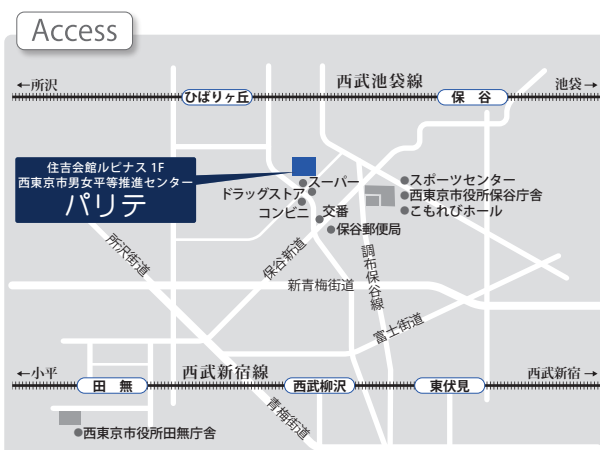 Access
←所沢
西武池袋線
池袋→
ひばりヶ丘
保 谷
住吉会館ルピナス 1F
西東京市男女平等推進センター
パリテ
スーパー
ドラッグストア
コンビニ
交番
保谷郵便局
スポーツセンター
西東京市役所保谷庁舎
こもれびホール
所沢街道
保谷新道
調布保谷線
新青梅街道
富士街道
←小平
西武新宿線
西武新宿→
田 無
西武柳沢
東伏見
青梅街道
西東京市役所田無庁舎